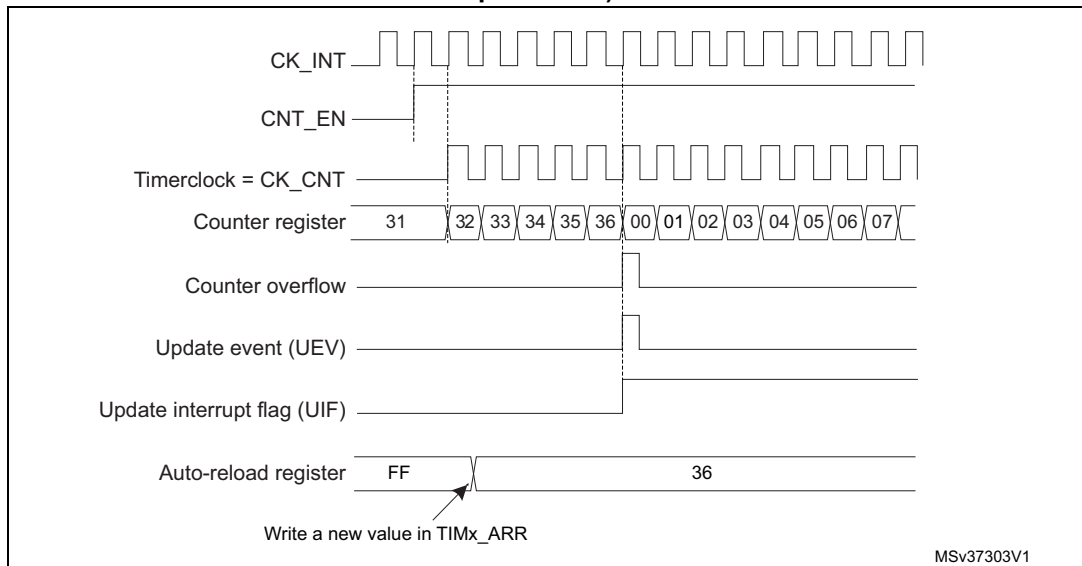 CK_INT
CNT_EN
Timerclock = CK_CNT
Counter register 31 32 33 34 35 36 00 01 02 03 04 05 06 07
Counter overflow
Update event (UEV)
Update interrupt flag (UIF)
Auto-reload register FF 36
Write a new value in TIMx_ARR
MSv37303V1